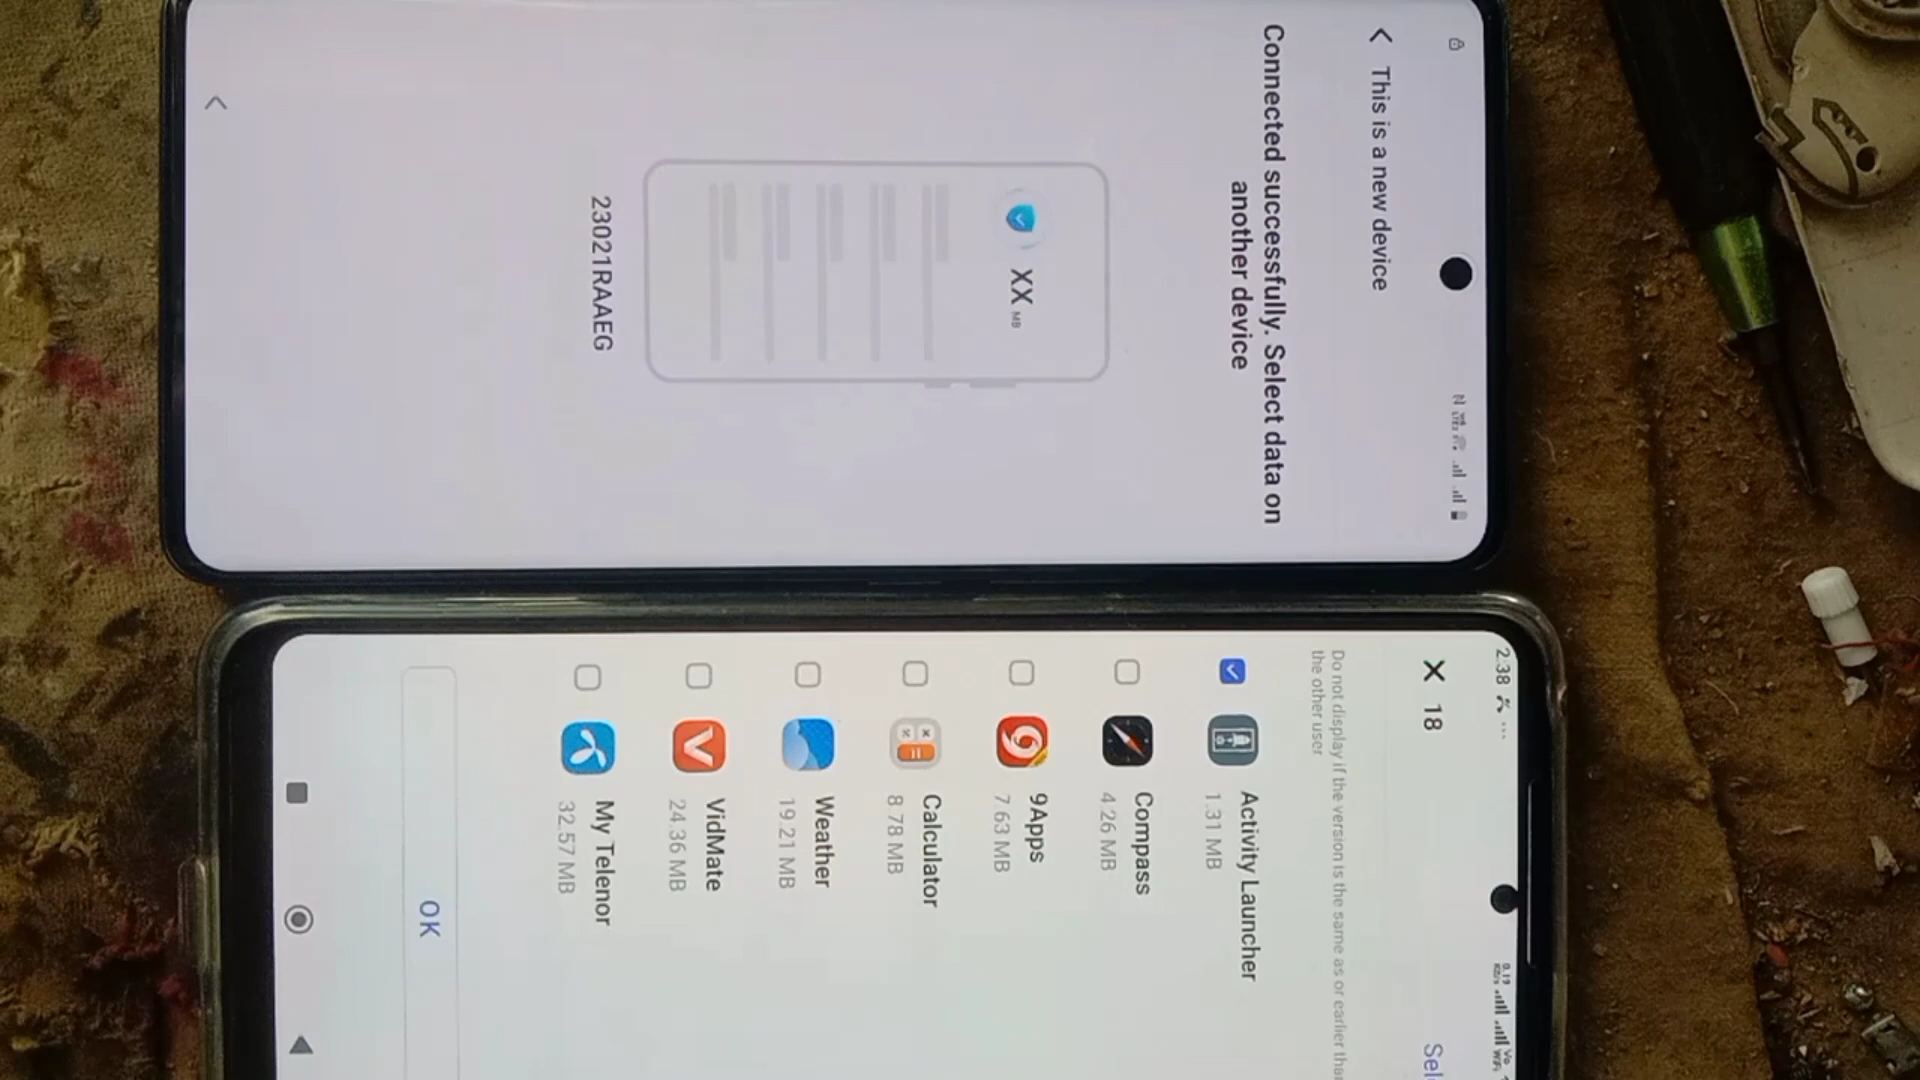 This is a new device
Connected successfully. Select data on
another device
XX MB
23021RAAEG
2:38
18
Do not display if the version is the same as or earlier than
the other user
Activity Launcher
1.31 MB
Compass
4.26 MB
9Apps
7.63 MB
Calculator
8.78 MB
Weather
19.21 MB
VidMate
24.36 MB
My Telenor
32.57 MB
OK